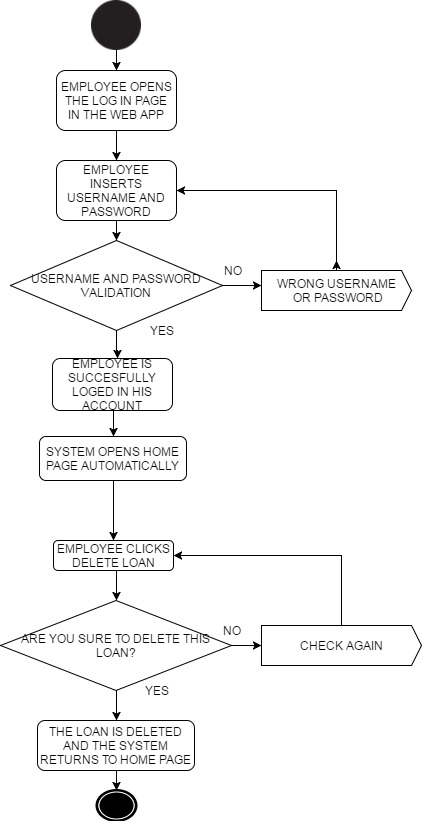 EMPLOYEE OPENS
THE LOG IN PAGE
IN THE WEB APP
EMPLOYEE
INSERTS
USERNAME AND
PASSWORD
USERNAME AND PASSWORD
VALIDATION
NO
WRONG USERNAME
OR PASSWORD
YES
EMPLOYEE IS
SUCCESFULLY
LOGED IN HIS
ACCOUNT
SYSTEM OPENS HOME
PAGE AUTOMATICALLY
EMPLOYEE CLICKS
DELETE LOAN
ARE YOU SURE TO DELETE THIS
LOAN?
NO
CHECK AGAIN
YES
THE LOAN IS DELETED
AND THE SYSTEM
RETURNS TO HOME PAGE